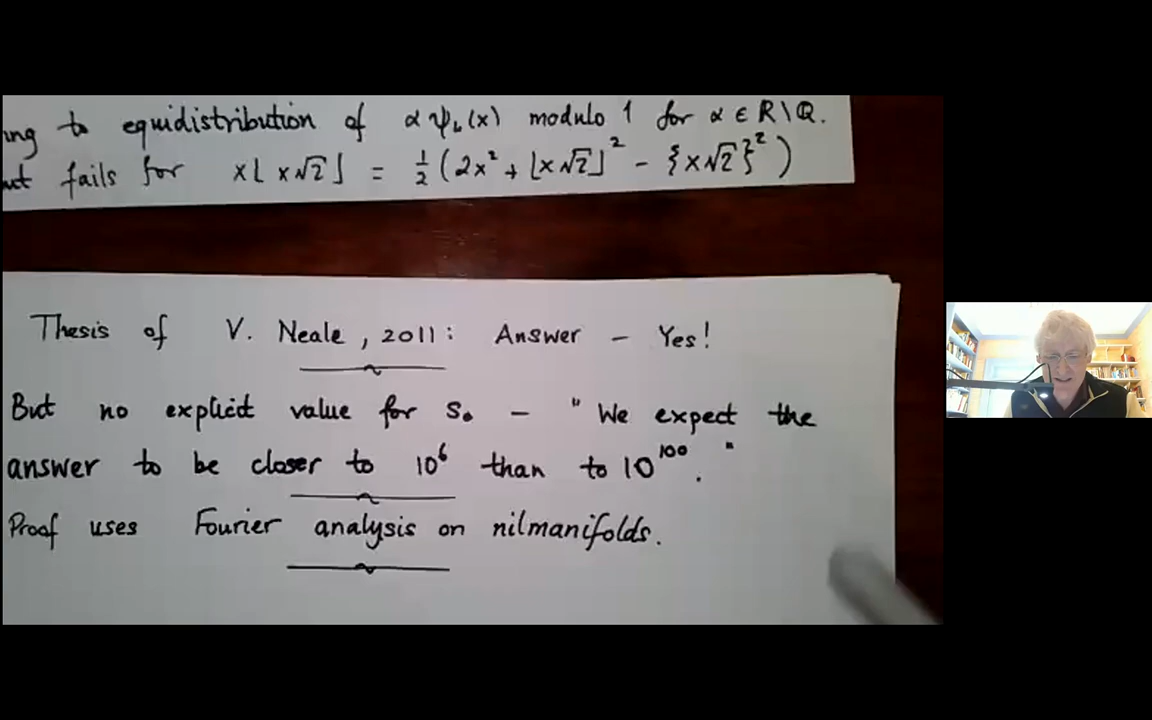 ing to equidistribution of α ψ_b(x) modulo 1 for α ∈ R\Q.
ut fails for x⌊x√2⌋ = ½(2x² + ⌊x√2⌋² - {x√2}²)
Thesis of V. Neale, 2011: Answer – Yes!
But no explicit value for s₀ – "We expect the
answer to be closer to 10⁶ than to 10¹⁰⁰."
Proof uses Fourier analysis on nilmanifolds.